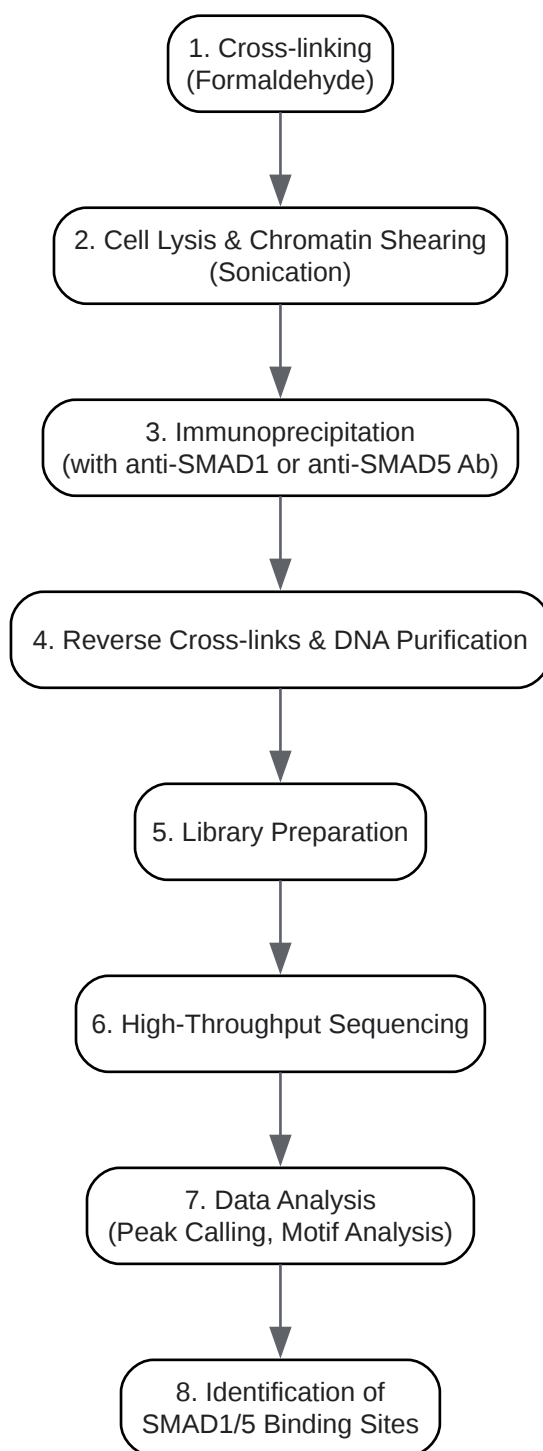 1. Cross-linking
(Formaldehyde)
2. Cell Lysis & Chromatin Shearing
(Sonication)
3. Immunoprecipitation
(with anti-SMAD1 or anti-SMAD5 Ab)
4. Reverse Cross-links & DNA Purification
5. Library Preparation
6. High-Throughput Sequencing
7. Data Analysis
(Peak Calling, Motif Analysis)
8. Identification of
SMAD1/5 Binding Sites